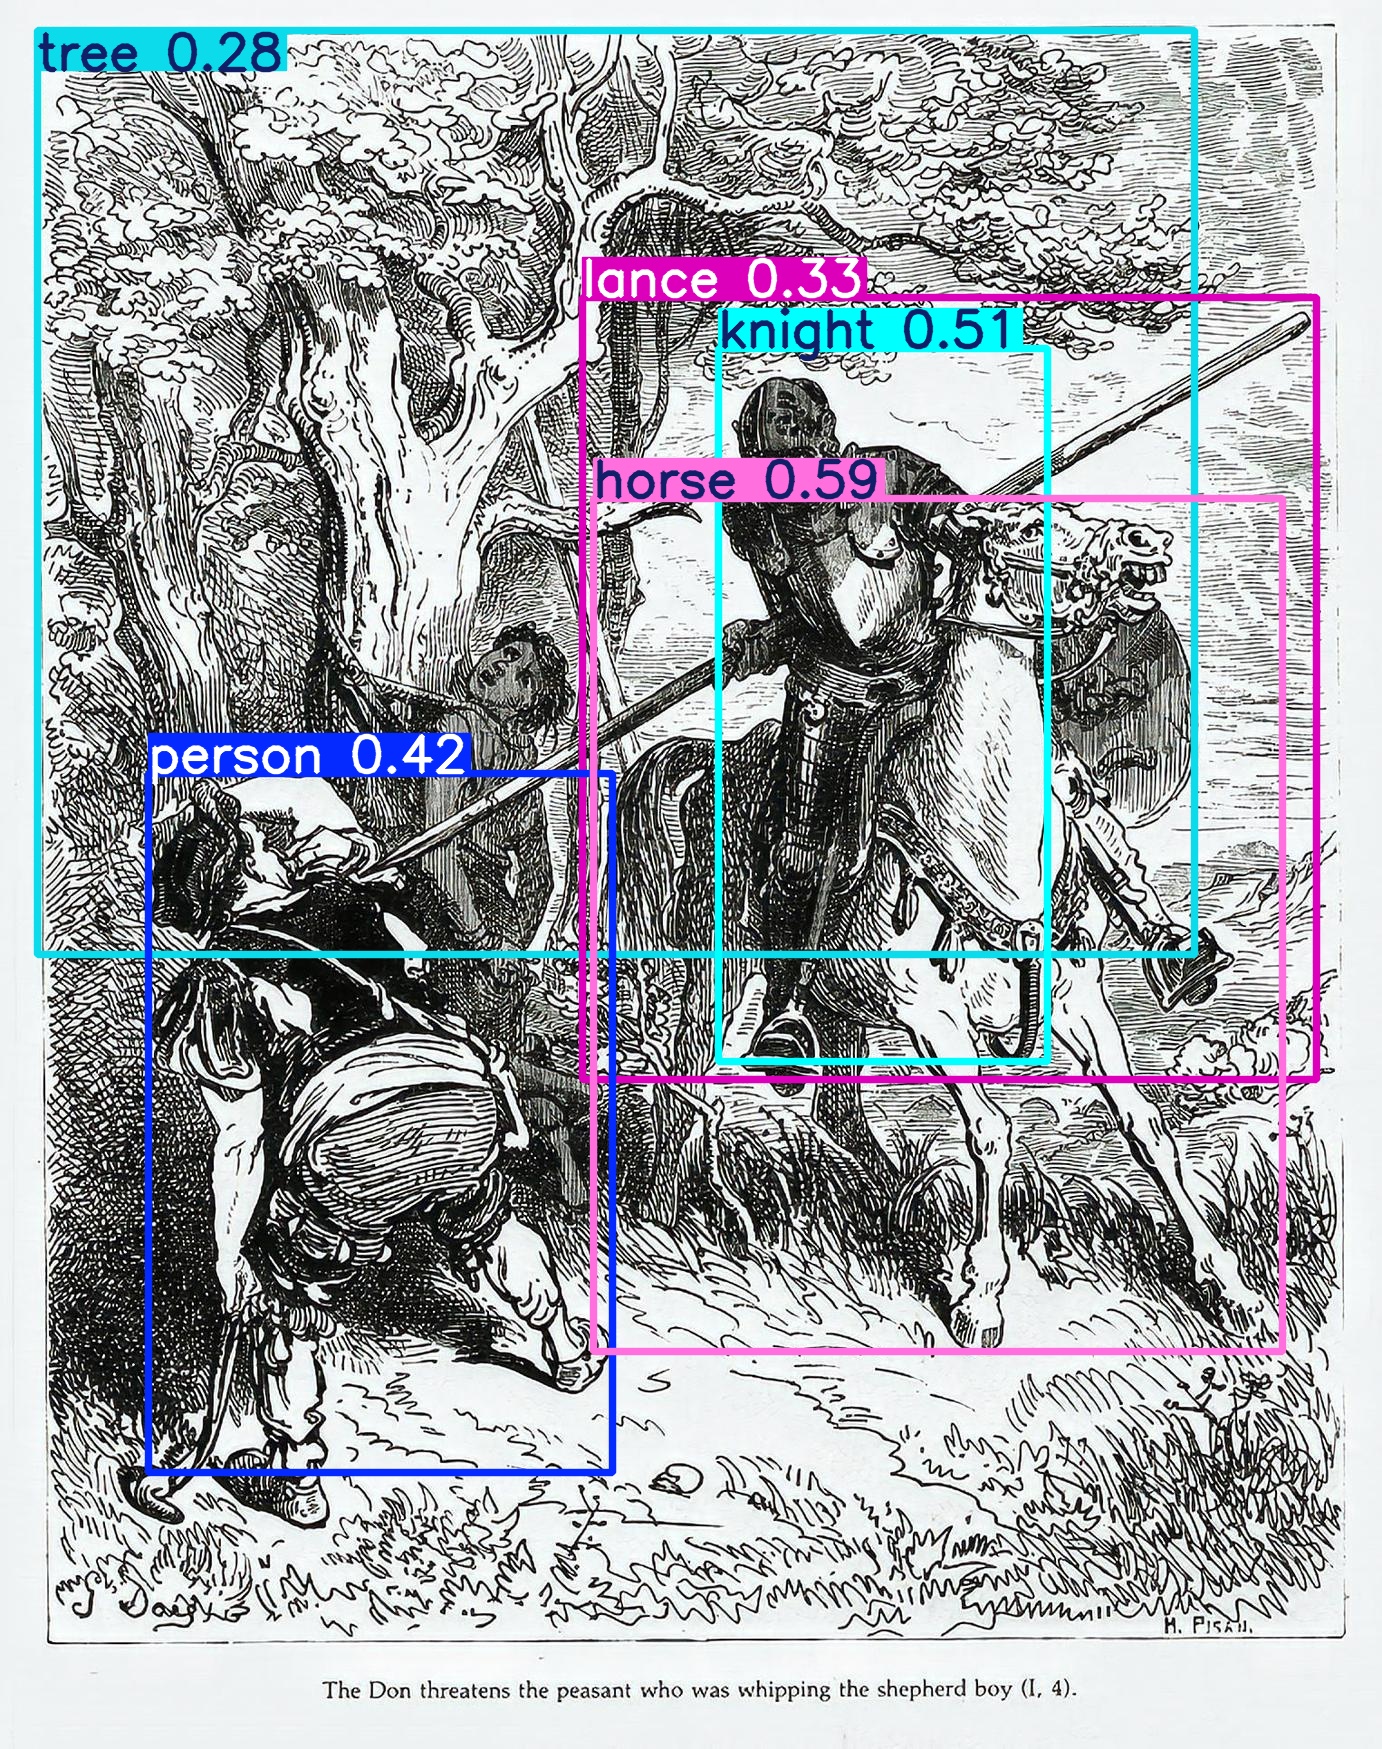 tree 0.28
lance 0.33
knight 0.51
horse 0.59
person 0.42
H. PISAN.
The Don threatens the peasant who was whipping the shepherd boy (I, 4).